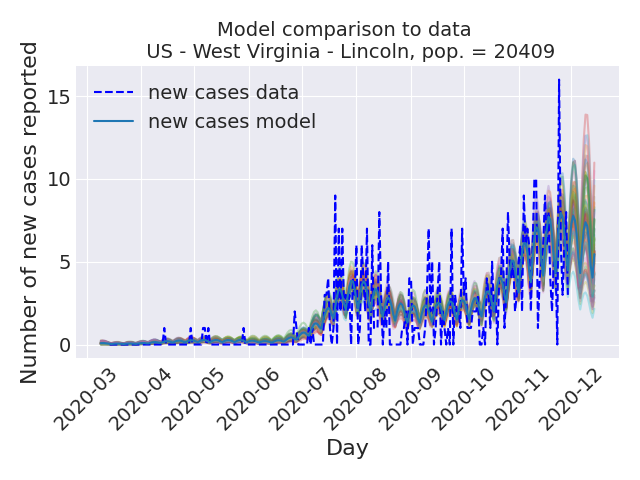 Model comparison to data
US - West Virginia - Lincoln, pop. = 20409
Number of new cases reported
15
10
5
0
new cases data
new cases model
2020-03
2020-04
2020-05
2020-06
2020-07
2020-08
2020-09
2020-10
2020-11
2020-12
Day